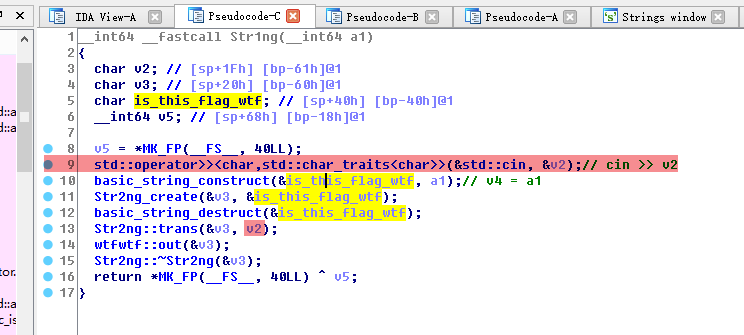 IDA View-A Pseudocode-C Pseudocode-B Pseudocode-A Strings window
1 __int64 __fastcall Str1ng(__int64 a1)
2 {
3 char v2; // [sp+1Fh] [bp-61h]@1
4 char v3; // [sp+20h] [bp-60h]@1
5 char is_this_flag_wtf; // [sp+40h] [bp-40h]@1
6 __int64 v5; // [sp+68h] [bp-18h]@1
7
8 v5 = *MK_FP(__FS__, 40LL);
9 std::operator>><char,std::char_traits<char>>(&std::cin, &v2);// cin >> v2
10 basic_string_construct(&is_this_flag_wtf, a1);// v4 = a1
11 Str2ng_create(&v3, &is_this_flag_wtf);
12 basic_string_destruct(&is_this_flag_wtf);
13 Str2ng::trans(&v3, v2);
14 wtfwtf::out(&v3);
15 Str2ng::~Str2ng(&v3);
16 return *MK_FP(__FS__, 40LL) ^ v5;
17 }